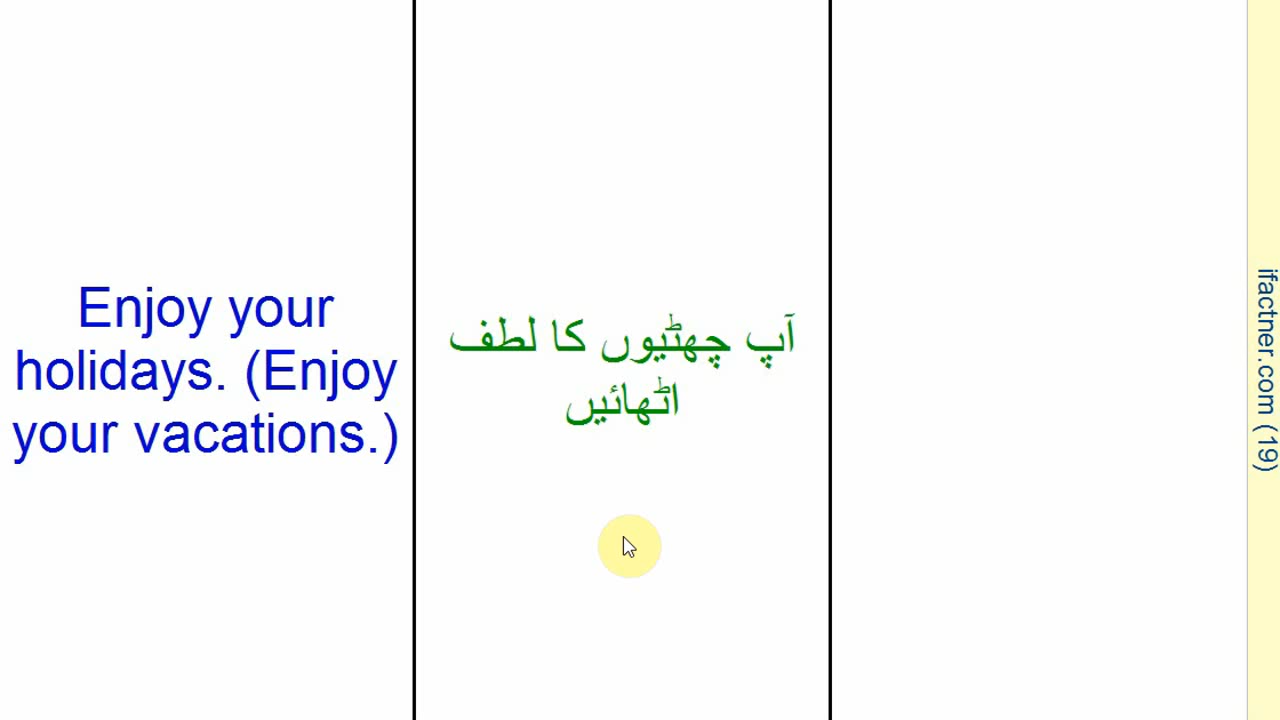 Enjoy your
holidays. (Enjoy
your vacations.)
آپ چھٹیوں کا لطف
اٹھائیں
ifactner.com (19)